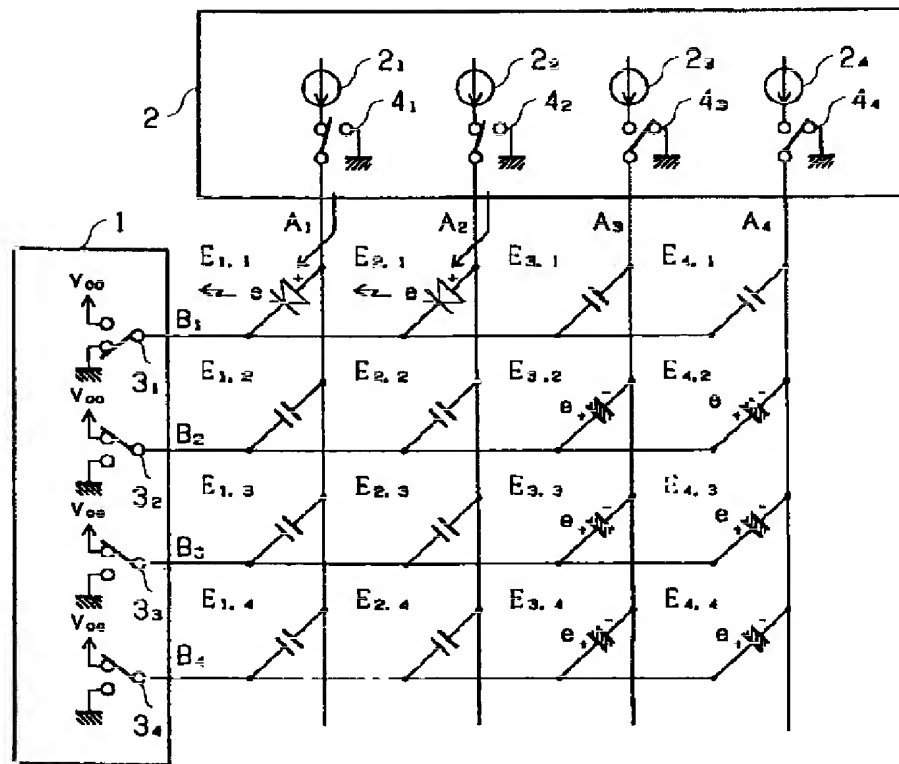 2₁ 2₂ 2₃ 2₄
2 4₁ 4₂ 4₃ 4₄
1 A₁ A₂ A₃ A₄
E₁.₁ E₂.₁ E₃.₁ E₄.₁
Vcc e + e +
B₁
3₁ E₁.₂ E₂.₂ E₃.₂ E₄.₂
Vcc B₂ e + - e + -
3₂ E₁.₃ E₂.₃ E₃.₃ E₄.₃
Vcc B₃ e + - e + -
3₃ E₁.₄ E₂.₄ E₃.₄ E₄.₄
Vcc B₄ e + - e + -
3₄